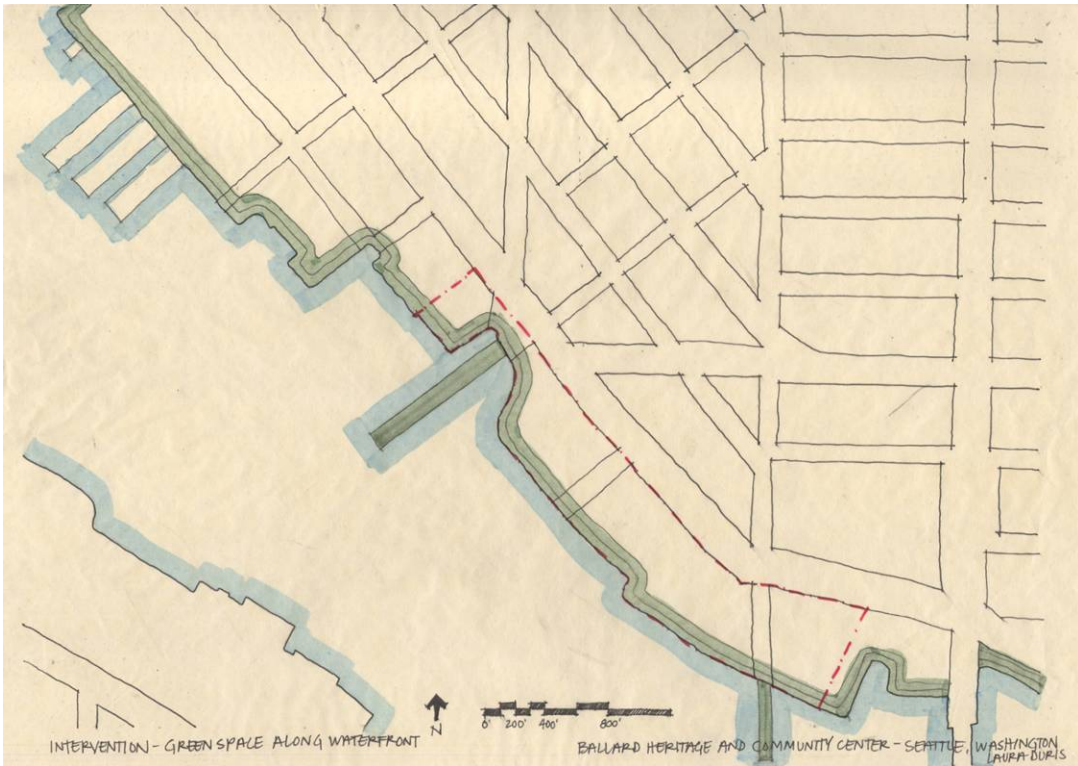 N
0' 200' 400' 800'
INTERVENTION - GREENSPACE ALONG WATERFRONT
BALLARD HERITAGE AND COMMUNITY CENTER - SEATTLE, WASHINGTON
LAURA DURIS